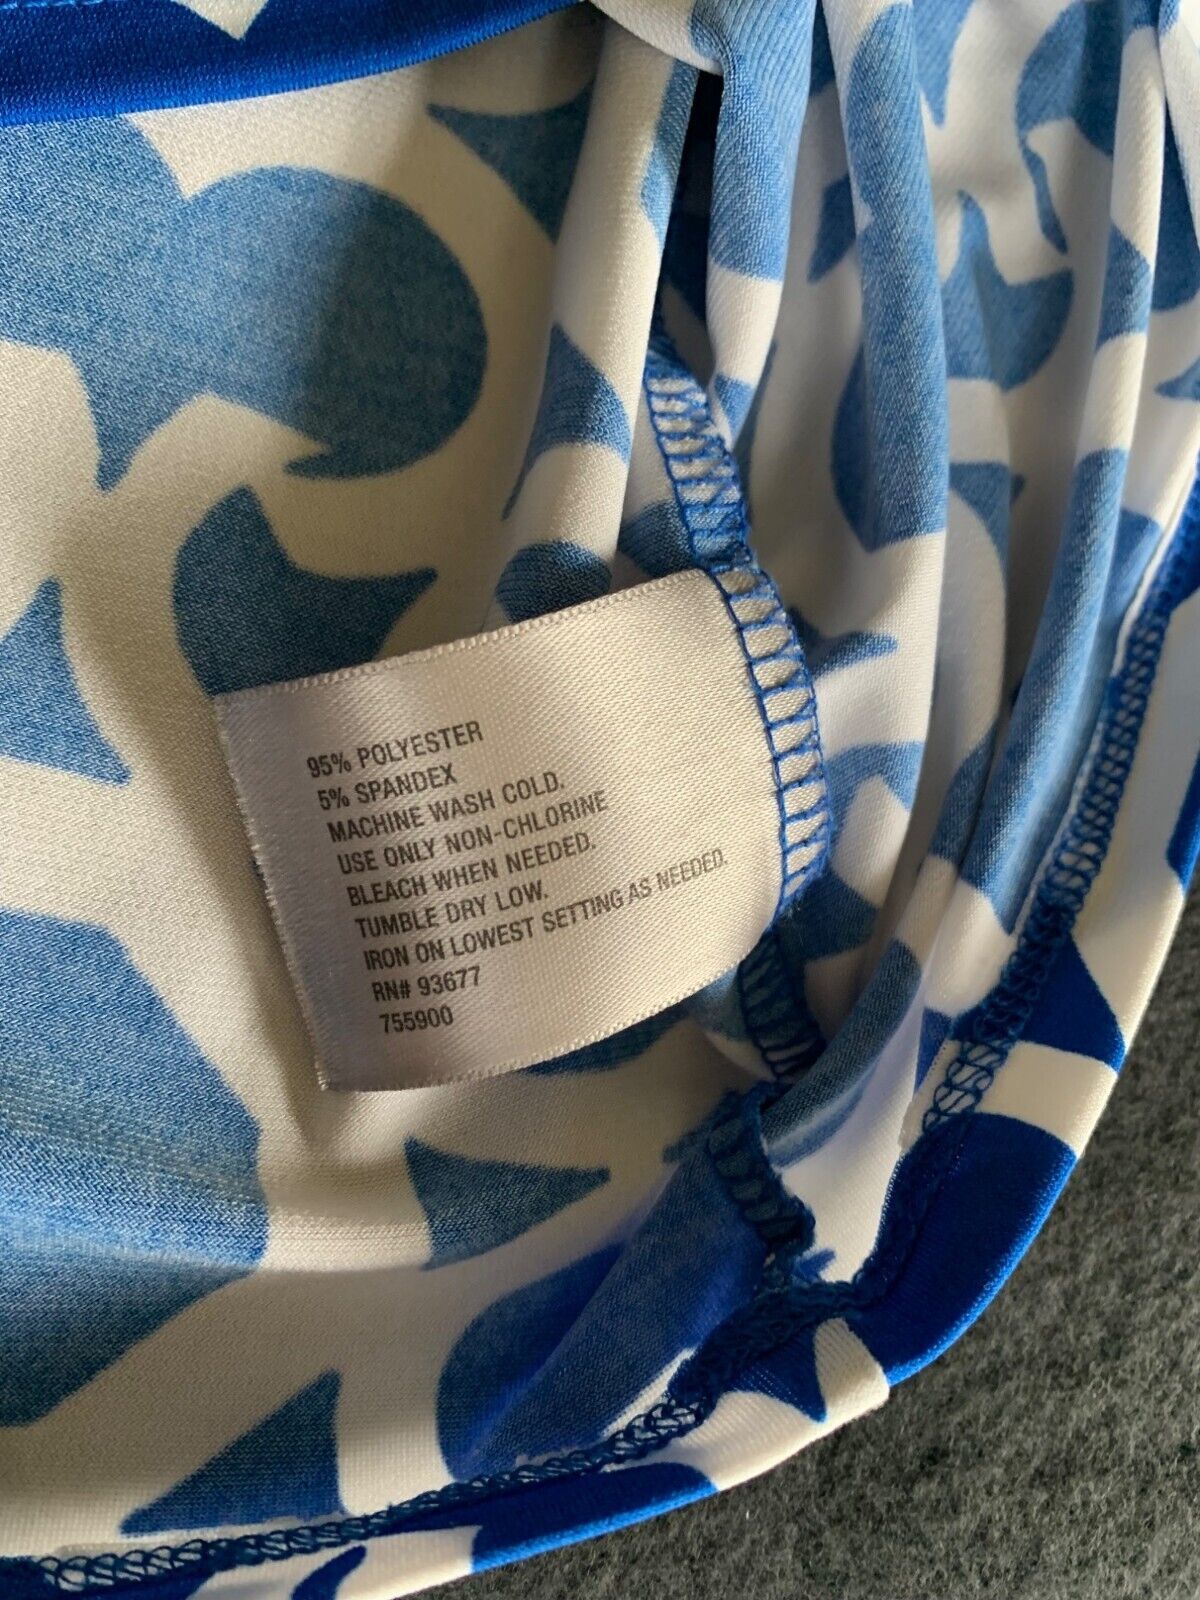 95% POLYESTER
5% SPANDEX
MACHINE WASH COLD.
USE ONLY NON-CHLORINE
BLEACH WHEN NEEDED.
TUMBLE DRY LOW.
IRON ON LOWEST SETTING AS NEEDED.
RN# 93677
755900